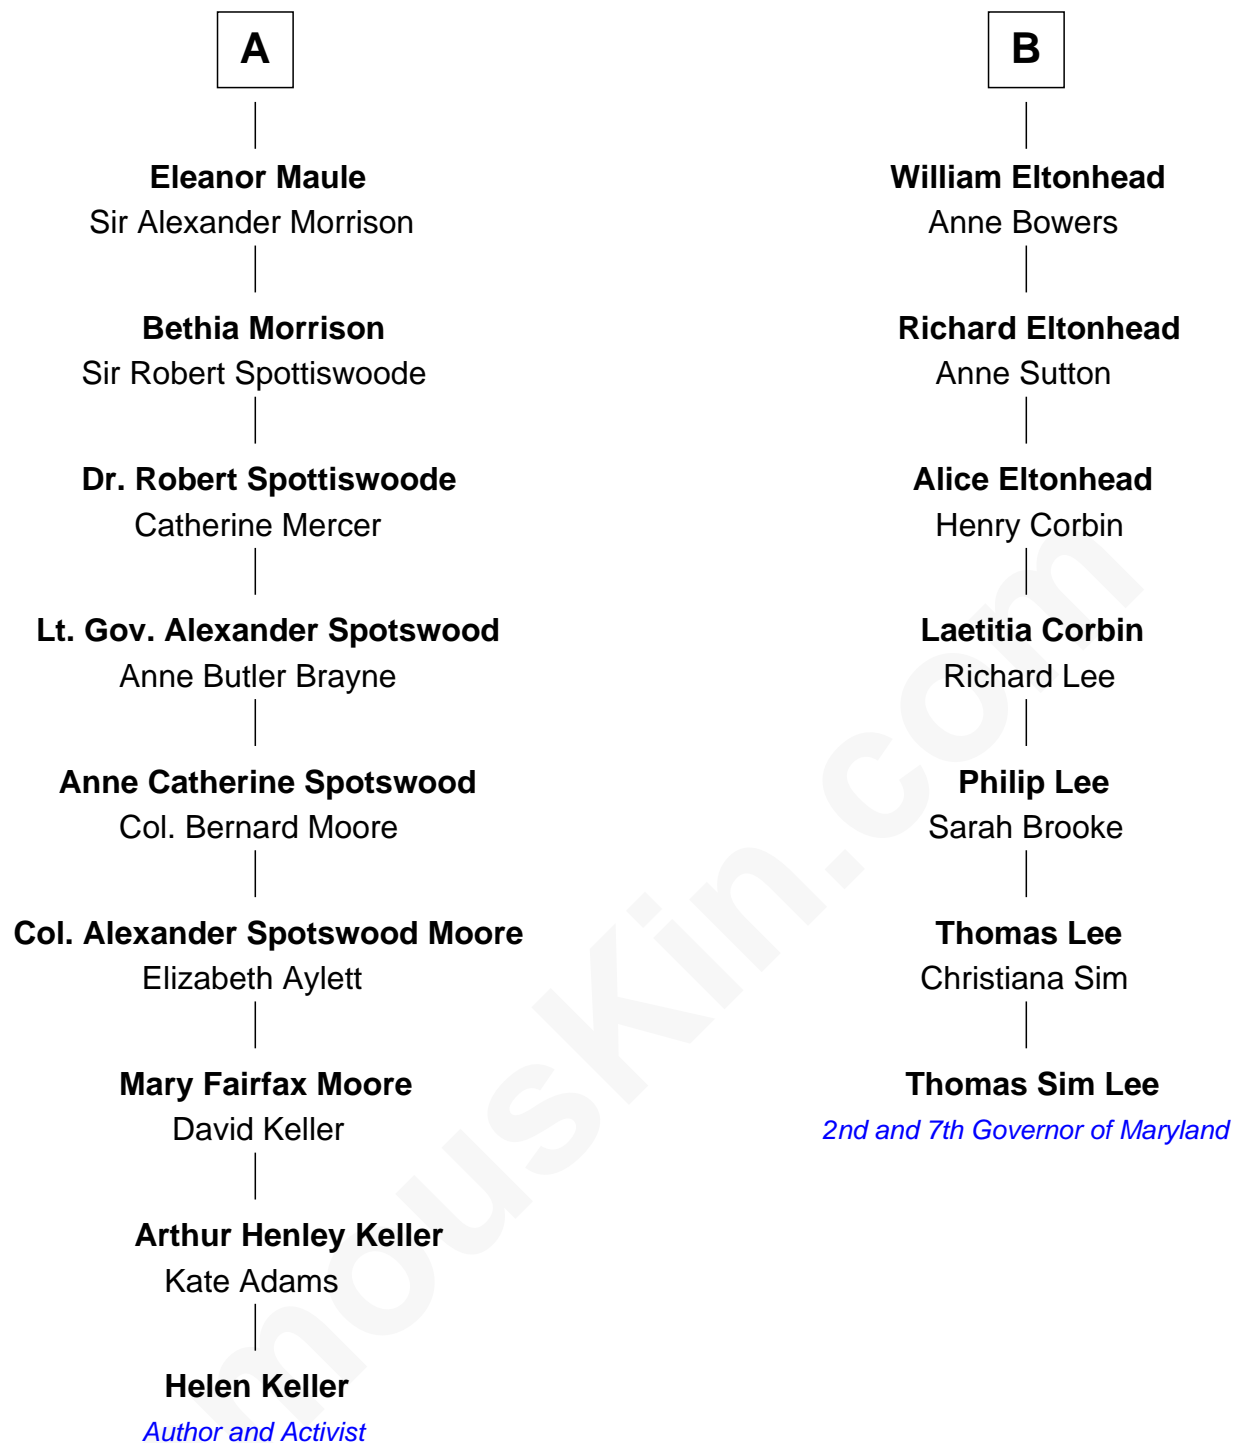 A
Eleanor Maule
Sir Alexander Morrison
Bethia Morrison
Sir Robert Spottiswoode
Dr. Robert Spottiswoode
Catherine Mercer
Lt. Gov. Alexander Spotswood
Anne Butler Brayne
Anne Catherine Spotswood
Col. Bernard Moore
Col. Alexander Spotswood Moore
Elizabeth Aylett
Mary Fairfax Moore
David Keller
Arthur Henley Keller
Kate Adams
Helen Keller
Author and Activist
B
William Eltonhead
Anne Bowers
Richard Eltonhead
Anne Sutton
Alice Eltonhead
Henry Corbin
Laetitia Corbin
Richard Lee
Philip Lee
Sarah Brooke
Thomas Lee
Christiana Sim
Thomas Sim Lee
2nd and 7th Governor of Maryland
mousKin.com